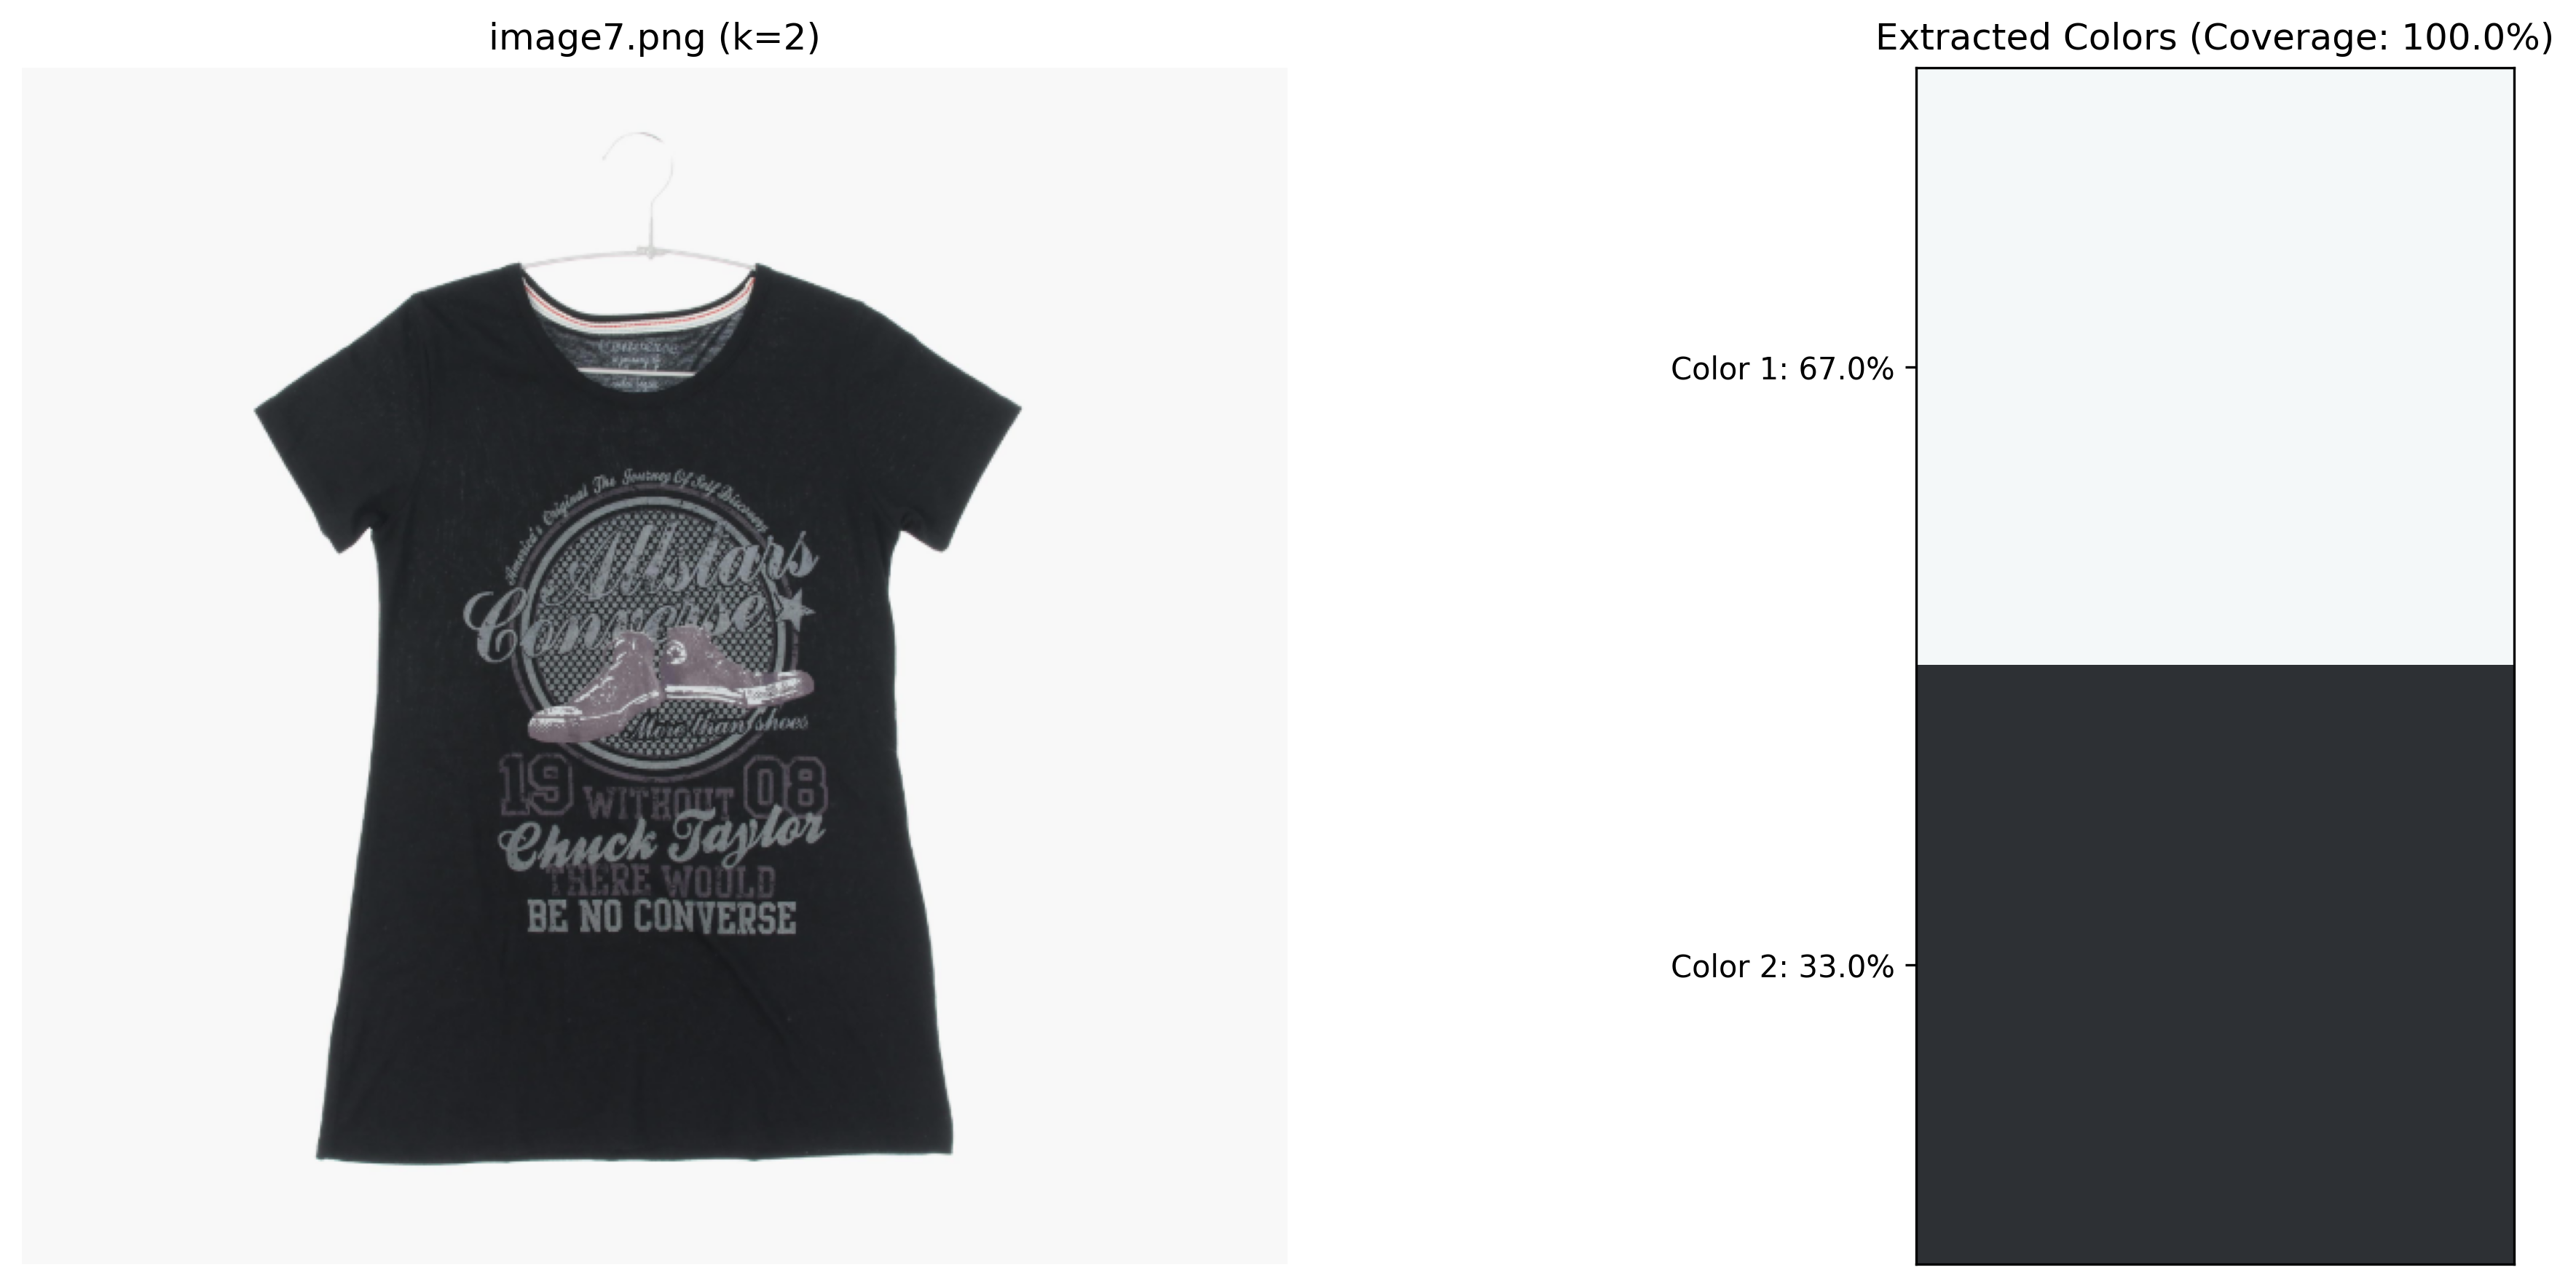 image7.png (k=2)
Extracted Colors (Coverage: 100.0%)
Converse
America's Original The Journey Of Self Discovery
Allstars
Converse
More than shoes
19 08
WITHOUT
Chuck Taylor
THERE WOULD
BE NO CONVERSE
Color 1: 67.0%
Color 2: 33.0%